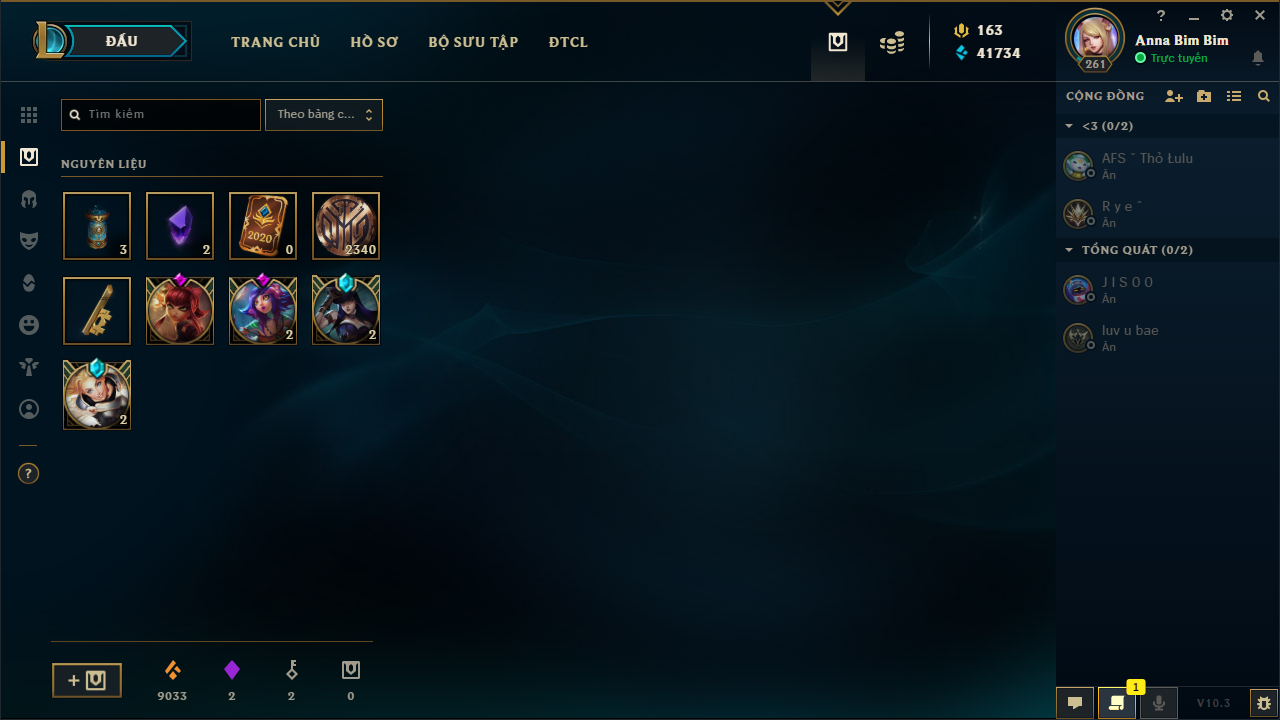 ĐẤU
TRANG CHỦ
HỒ SƠ
BỘ SƯU TẬP
ĐTCL
163
41734
?
261
Anna Bim Bim
Trực tuyến
Tìm kiếm
Theo bảng c...
CỘNG ĐỒNG
<3 (0/2)
AFS ˇ Thỏ Łulu
Ẩn
R y e ˆ
Ẩn
TỔNG QUÁT (0/2)
J I S O O
Ẩn
luv u bae
Ẩn
NGUYÊN LIỆU
3
2
2020
0
2340
2
2
2
?
9033
2
2
0
+
1
V10.3